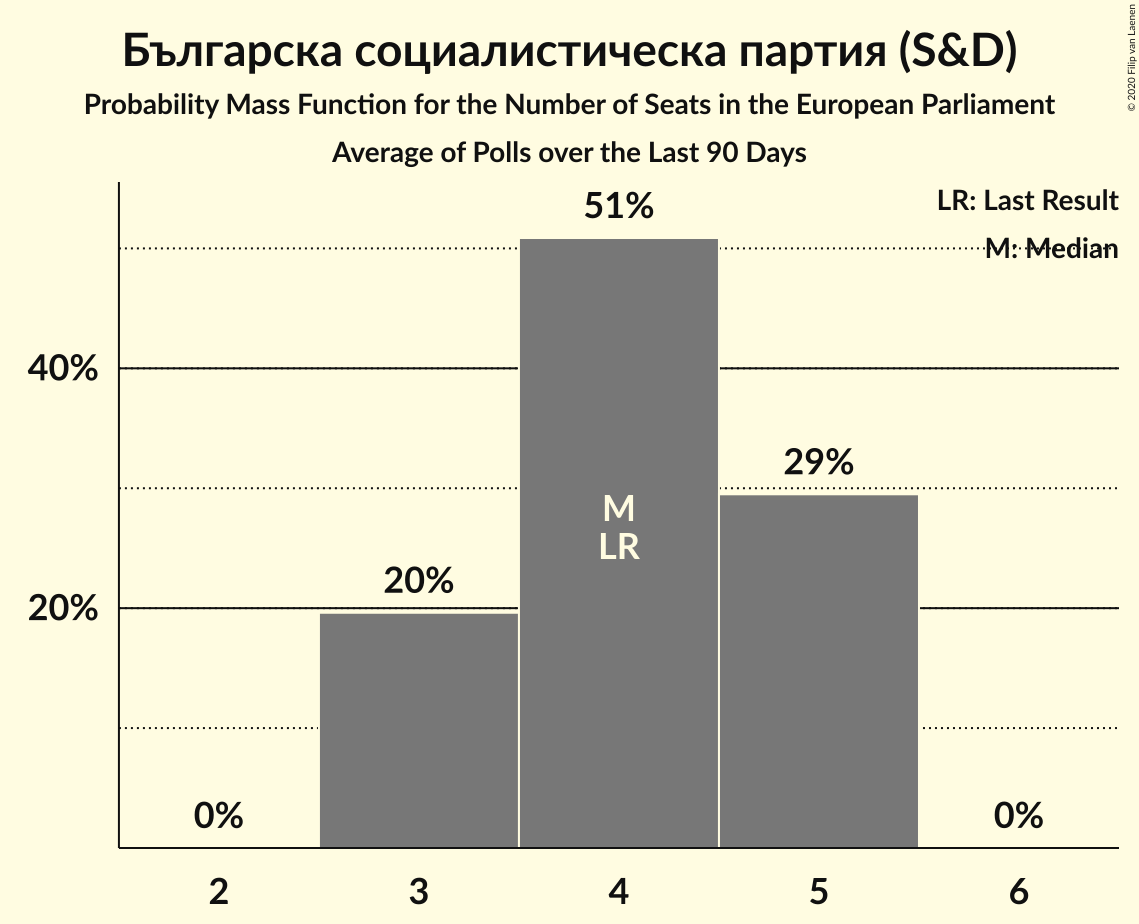 Българска социалистическа партия (S&D)
Probability Mass Function for the Number of Seats in the European Parliament
Average of Polls over the Last 90 Days
© 2020 Filip van Laenen
LR: Last Result
M: Median
51%
40%
29%
M
LR
20%
20%
0%
0%
2
3
4
5
6